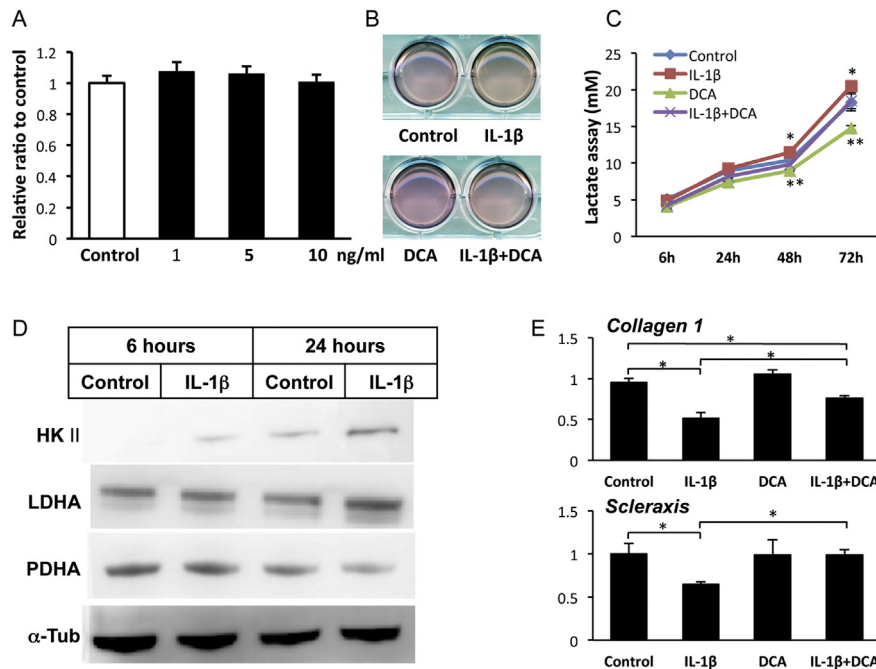 A
Relative ratio to control
1.2
1
0.8
0.6
0.4
0.2
0
Control 1 5 10 ng/ml
B
Control IL-1β
DCA IL-1β+DCA
C
Lactate assay (mM)
25
20
15
10
5
0
Control
IL-1β
DCA
IL-1β+DCA
*
*
**
**
6h 24h 48h 72h
D
6 hours 24 hours
Control IL-1β Control IL-1β
HK II
LDHA
PDHA
α-Tub
E
Collagen 1
1.5
1
0.5
0
*
*
*
Control IL-1β DCA IL-1β+DCA
Scleraxis
1.5
1
0.5
0
*
*
Control IL-1β DCA IL-1β+DCA